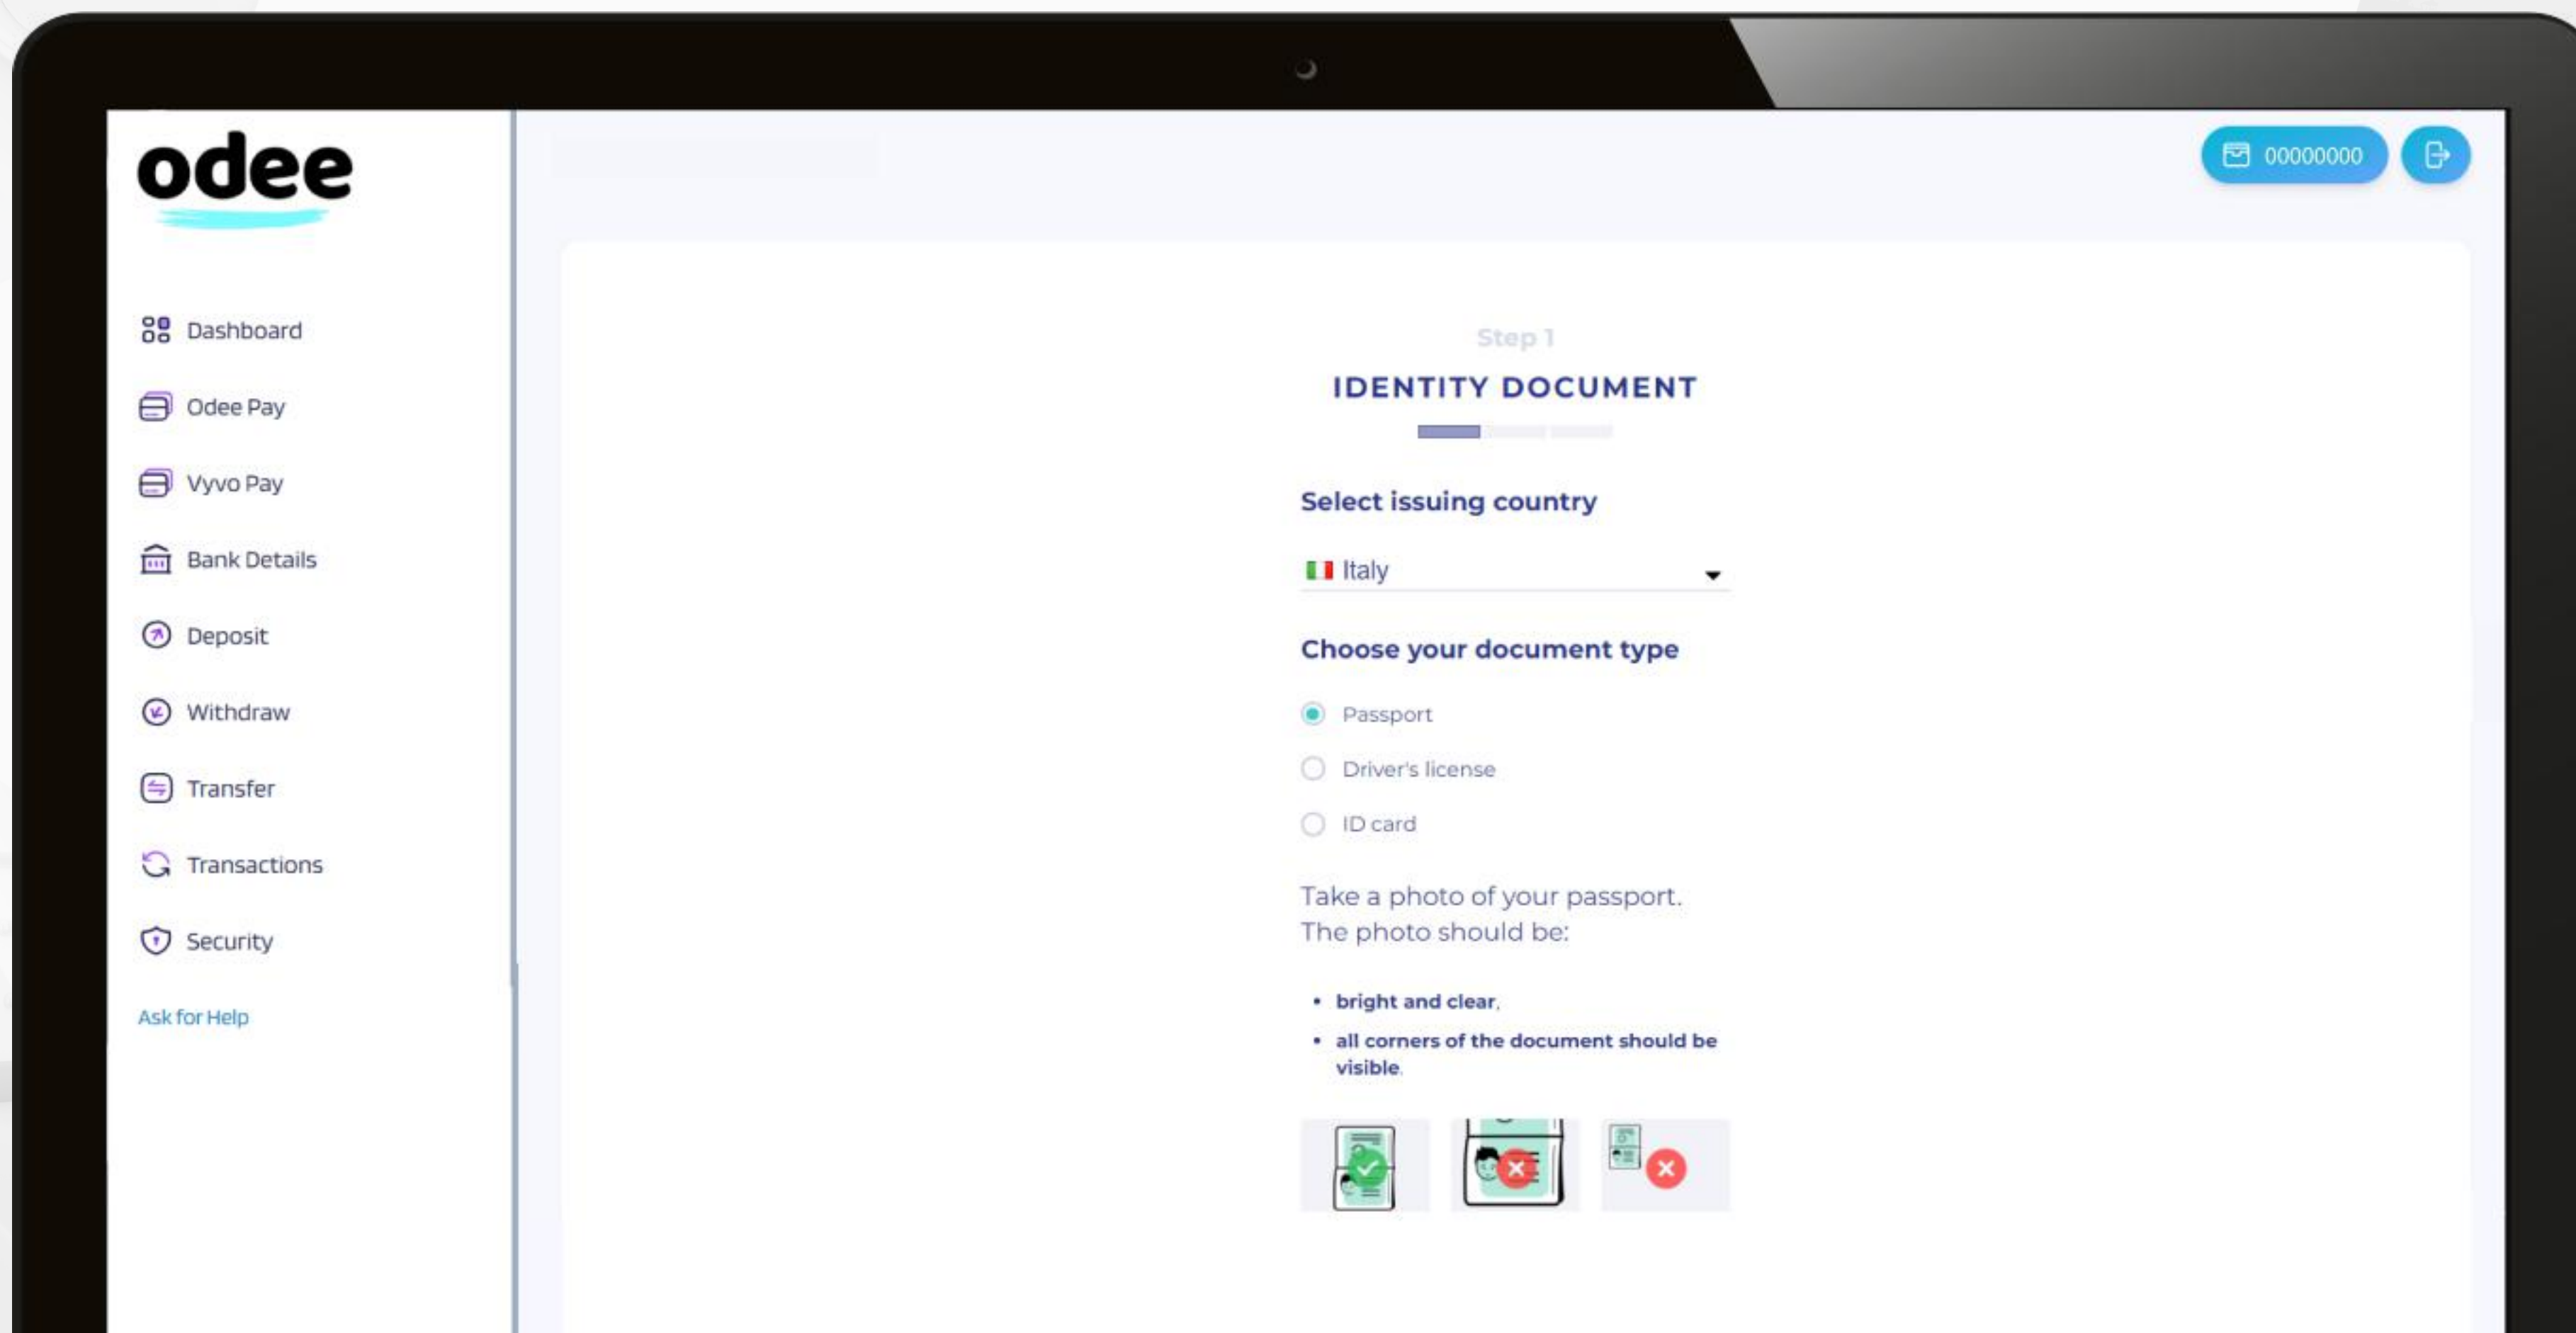 odee
00000000
Dashboard
Odee Pay
Vyvo Pay
Bank Details
Deposit
Withdraw
Transfer
Transactions
Security
Ask for Help
Step 1
IDENTITY DOCUMENT
Select issuing country
Italy
Choose your document type
Passport
Driver's license
ID card
Take a photo of your passport.
The photo should be:
• bright and clear,
• all corners of the document should be
visible.